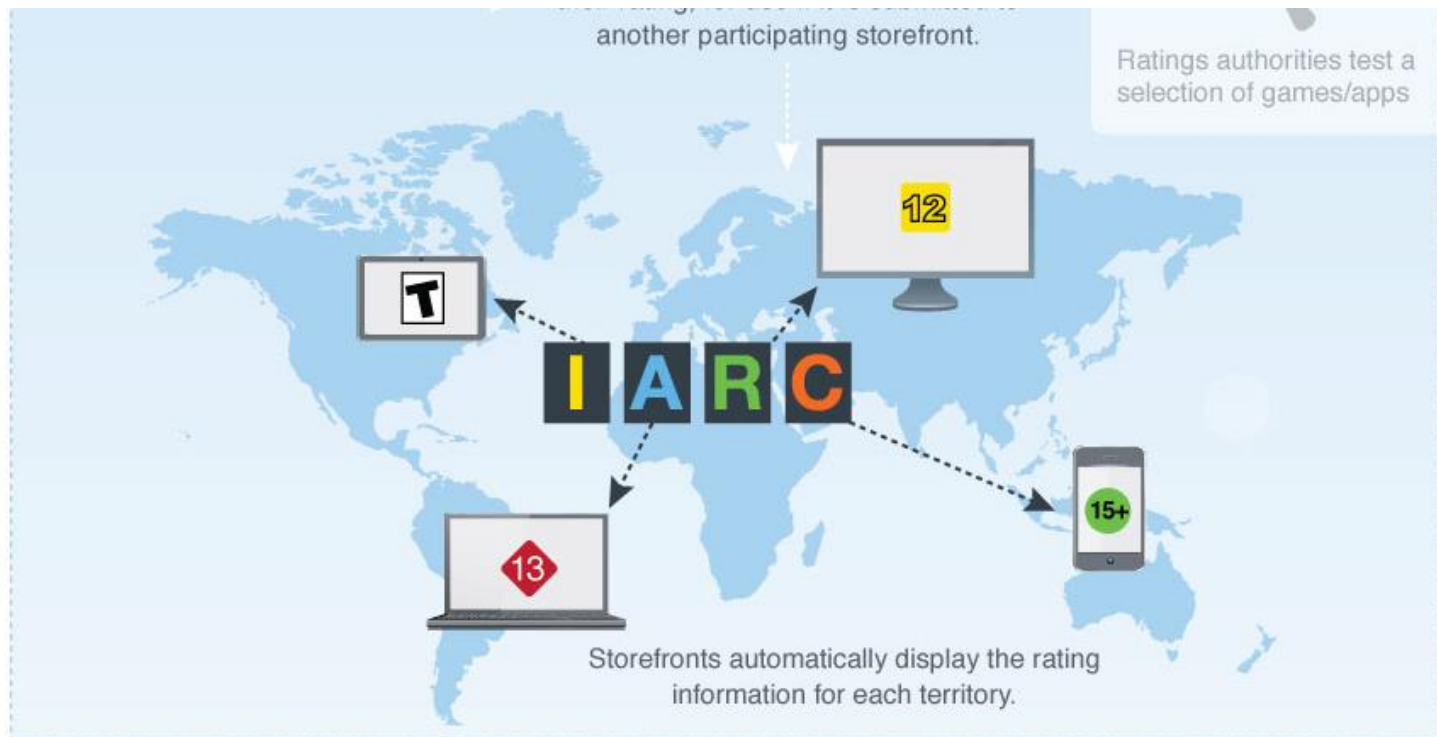 another participating storefront.
Ratings authorities test a
selection of games/apps
12
T
IARC
15+
13
Storefronts automatically display the rating
information for each territory.